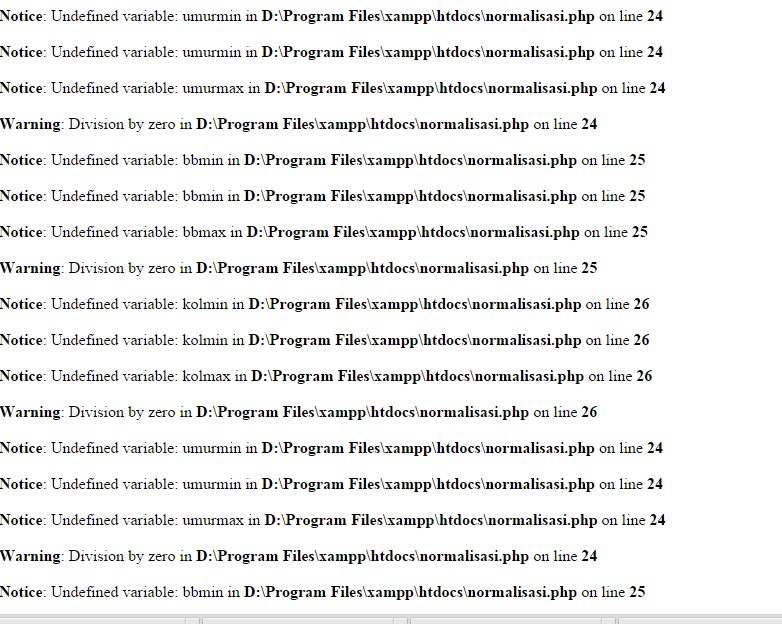 Notice: Undefined variable: umurmin in D:\Program Files\xampp\htdocs\normalisasi.php on line 24
Notice: Undefined variable: umurmin in D:\Program Files\xampp\htdocs\normalisasi.php on line 24
Notice: Undefined variable: umurmax in D:\Program Files\xampp\htdocs\normalisasi.php on line 24
Warning: Division by zero in D:\Program Files\xampp\htdocs\normalisasi.php on line 24
Notice: Undefined variable: bbmin in D:\Program Files\xampp\htdocs\normalisasi.php on line 25
Notice: Undefined variable: bbmin in D:\Program Files\xampp\htdocs\normalisasi.php on line 25
Notice: Undefined variable: bbmax in D:\Program Files\xampp\htdocs\normalisasi.php on line 25
Warning: Division by zero in D:\Program Files\xampp\htdocs\normalisasi.php on line 25
Notice: Undefined variable: kolmin in D:\Program Files\xampp\htdocs\normalisasi.php on line 26
Notice: Undefined variable: kolmin in D:\Program Files\xampp\htdocs\normalisasi.php on line 26
Notice: Undefined variable: kolmax in D:\Program Files\xampp\htdocs\normalisasi.php on line 26
Warning: Division by zero in D:\Program Files\xampp\htdocs\normalisasi.php on line 26
Notice: Undefined variable: umurmin in D:\Program Files\xampp\htdocs\normalisasi.php on line 24
Notice: Undefined variable: umurmin in D:\Program Files\xampp\htdocs\normalisasi.php on line 24
Notice: Undefined variable: umurmax in D:\Program Files\xampp\htdocs\normalisasi.php on line 24
Warning: Division by zero in D:\Program Files\xampp\htdocs\normalisasi.php on line 24
Notice: Undefined variable: bbmin in D:\Program Files\xampp\htdocs\normalisasi.php on line 25